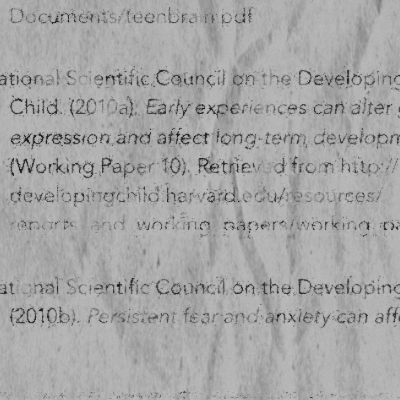 Documents/teenbrain.pdf
ational Scientific Council on the Developing
Child. (2010a). Early experiences can alter
expression and affect long-term developm
(Working Paper 10). Retrieved from http://
developingchild.harvard.edu/resources/
reports_and_working_papers/working_pa
ational Scientific Council on the Developing
(2010b). Persistent fear and anxiety can affe